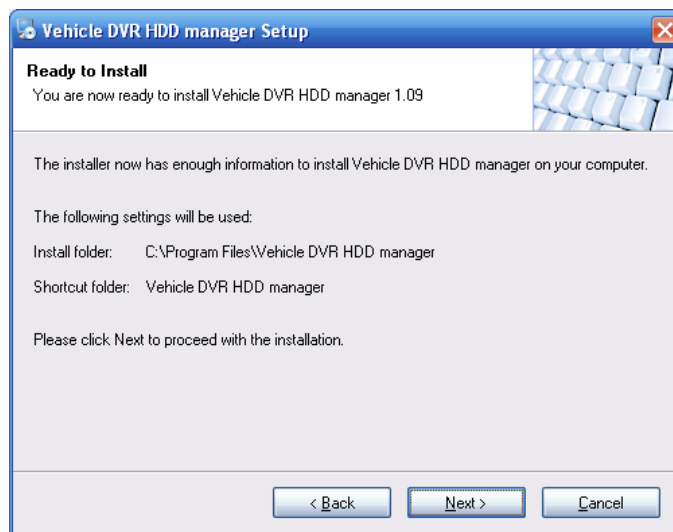 Vehicle DVR HDD manager Setup
Ready to Install
You are now ready to install Vehicle DVR HDD manager 1.09
The installer now has enough information to install Vehicle DVR HDD manager on your computer.
The following settings will be used:
Install folder: C:\Program Files\Vehicle DVR HDD manager
Shortcut folder: Vehicle DVR HDD manager
Please click Next to proceed with the installation.
< Back Next > Cancel